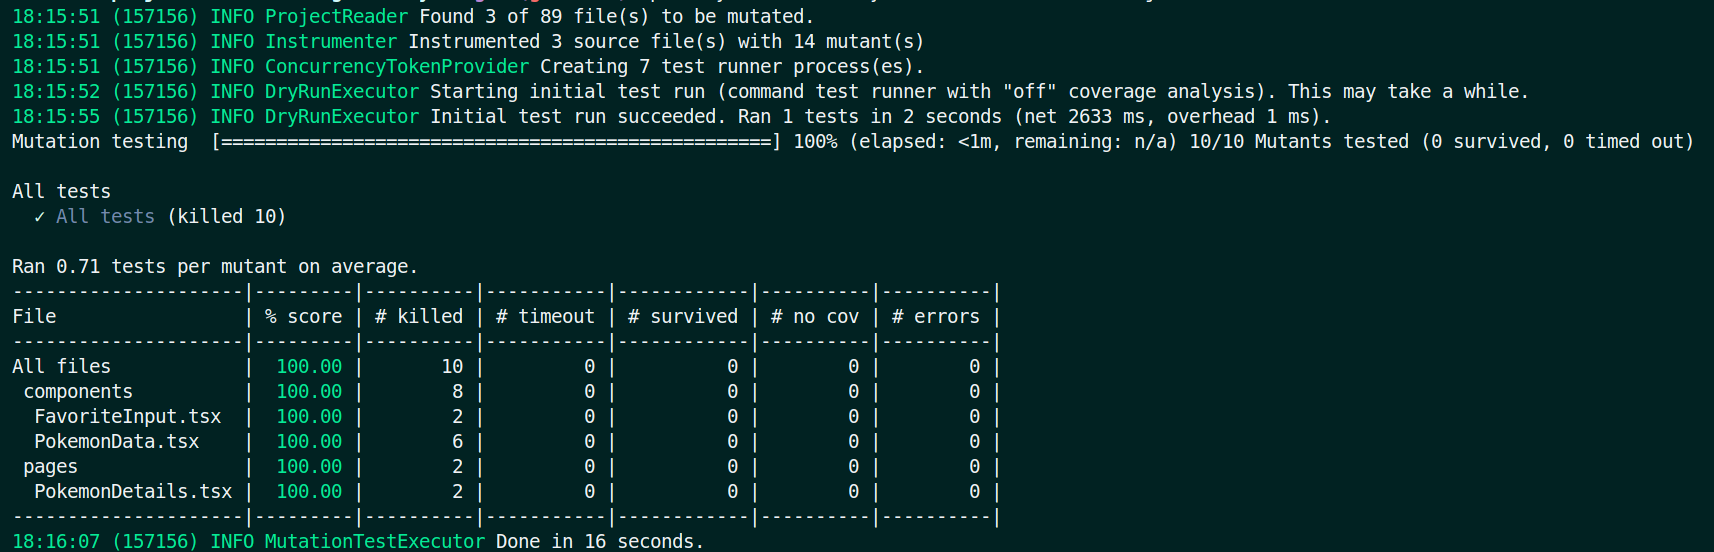 18:15:51 (157156) INFO ProjectReader Found 3 of 89 file(s) to be mutated.
18:15:51 (157156) INFO Instrumenter Instrumented 3 source file(s) with 14 mutant(s)
18:15:51 (157156) INFO ConcurrencyTokenProvider Creating 7 test runner process(es).
18:15:52 (157156) INFO DryRunExecutor Starting initial test run (command test runner with "off" coverage analysis). This may take a while.
18:15:55 (157156) INFO DryRunExecutor Initial test run succeeded. Ran 1 tests in 2 seconds (net 2633 ms, overhead 1 ms).
Mutation testing  [==================================================] 100% (elapsed: <1m, remaining: n/a) 10/10 Mutants tested (0 survived, 0 timed out)

All tests
  ✓ All tests (killed 10)

Ran 0.71 tests per mutant on average.
---------------------|---------|----------|-----------|------------|----------|----------|
File                 | % score | # killed | # timeout | # survived | # no cov | # errors |
---------------------|---------|----------|-----------|------------|----------|----------|
All files            |  100.00 |       10 |         0 |          0 |        0 |        0 |
 components          |  100.00 |        8 |         0 |          0 |        0 |        0 |
  FavoriteInput.tsx  |  100.00 |        2 |         0 |          0 |        0 |        0 |
  PokemonData.tsx    |  100.00 |        6 |         0 |          0 |        0 |        0 |
 pages               |  100.00 |        2 |         0 |          0 |        0 |        0 |
  PokemonDetails.tsx |  100.00 |        2 |         0 |          0 |        0 |        0 |
---------------------|---------|----------|-----------|------------|----------|----------|
18:16:07 (157156) INFO MutationTestExecutor Done in 16 seconds.